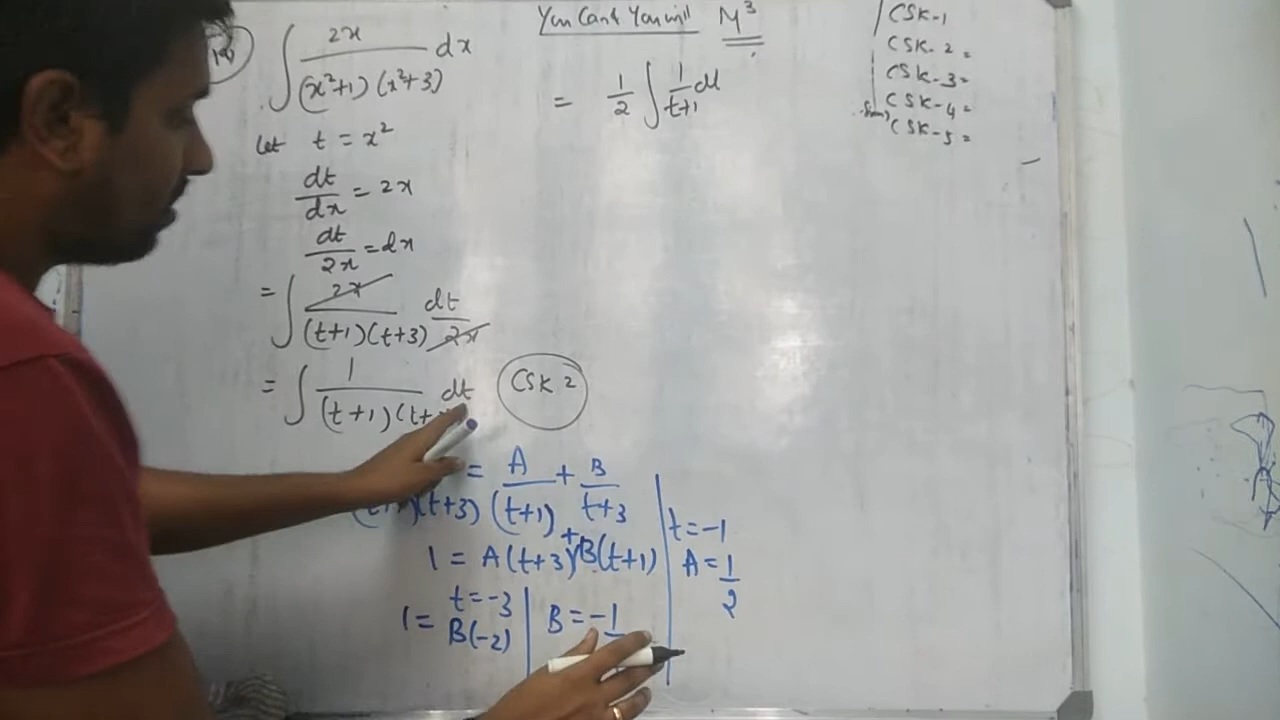 ∫ 2x/((x²+1)(x²+3)) dx
Let t = x²
dt/dx = 2x
dt/2x = dx
= ∫ 2x/((t+1)(t+3)) dt/2x
= ∫ 1/((t+1)(t+ dt
CSK 2
= A/(t+1) + B/(t+3)
(t+3)
1 = A(t+3) + B(t+1)
t = -3
1 = B(-2)
B = -1
t = -1
A = 1/2
You Can & You will M³
= 1/2 ∫ 1/(t+1) dt
CSK-1
CSK-2 =
CSK-3 =
CSK-4 =
CSK-5 =